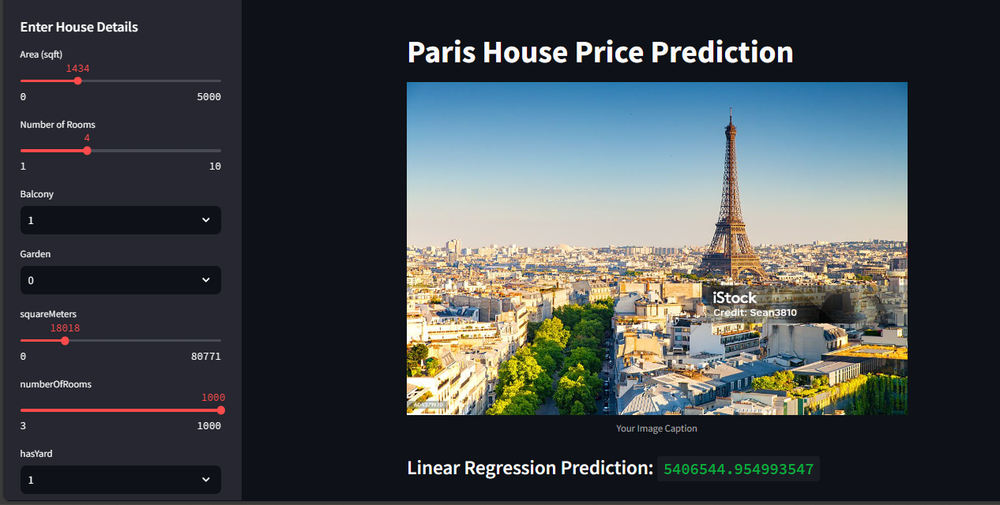 Enter House Details
Area (sqft)
1434
0 5000
Number of Rooms
4
1 10
Balcony
1
Garden
0
squareMeters
18018
0 80771
numberOfRooms
1000
3 1000
hasYard
1
Paris House Price Prediction
iStock
Credit: Sean3810
604371970
Your Image Caption
Linear Regression Prediction: 5406544.954993547